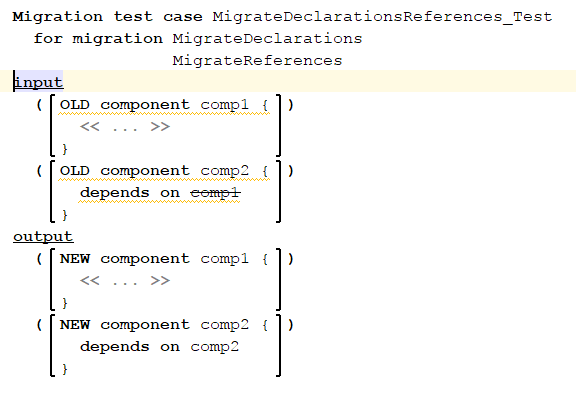 Migration test case MigrateDeclarationsReferences_Test
for migration MigrateDeclarations
MigrateReferences
input
( [ OLD component comp1 { ] )
<< ... >>
}
( [ OLD component comp2 { ] )
depends on comp1
}
output
( [ NEW component comp1 { ] )
<< ... >>
}
( [ NEW component comp2 { ] )
depends on comp2
}